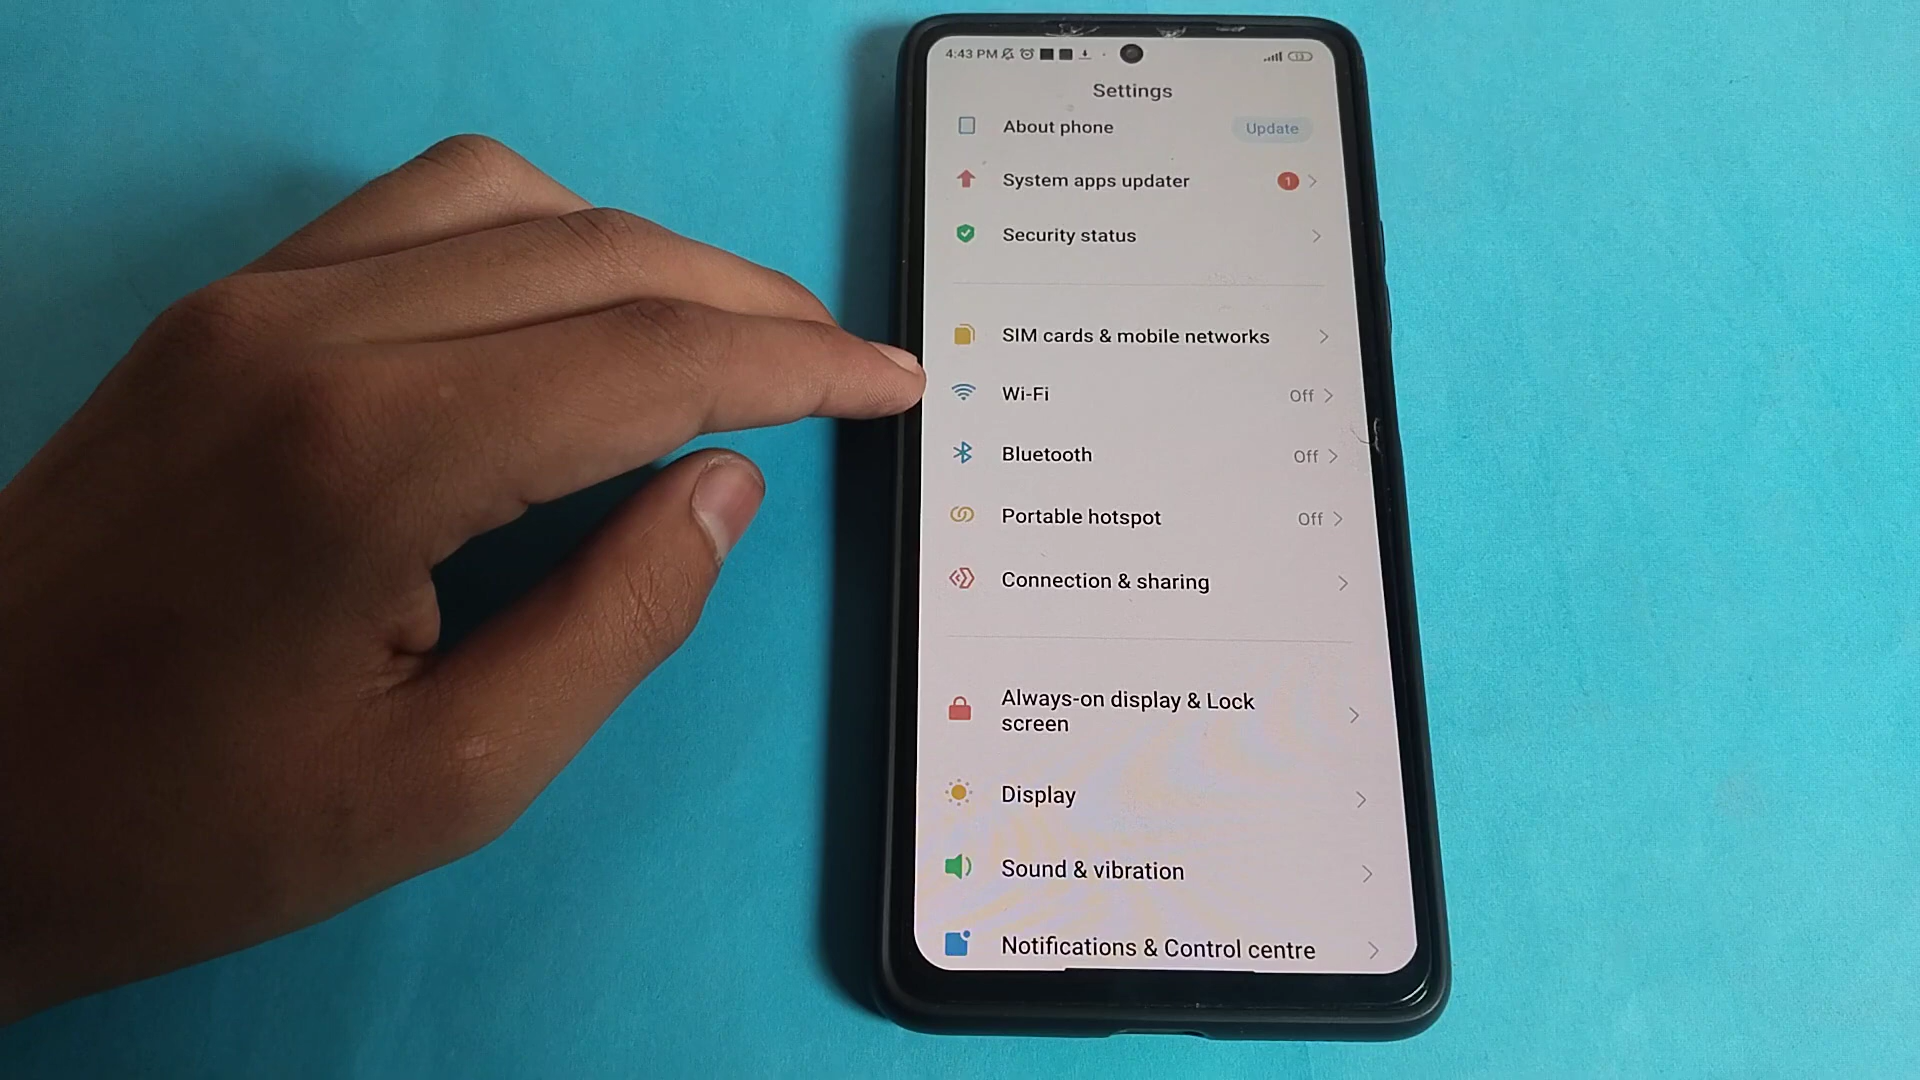 4:43 PM
Settings
About phone
Update
System apps updater
1
Security status
SIM cards & mobile networks
Wi-Fi
Off
Bluetooth
Off
Portable hotspot
Off
Connection & sharing
Always-on display & Lock
screen
Display
Sound & vibration
Notifications & Control centre